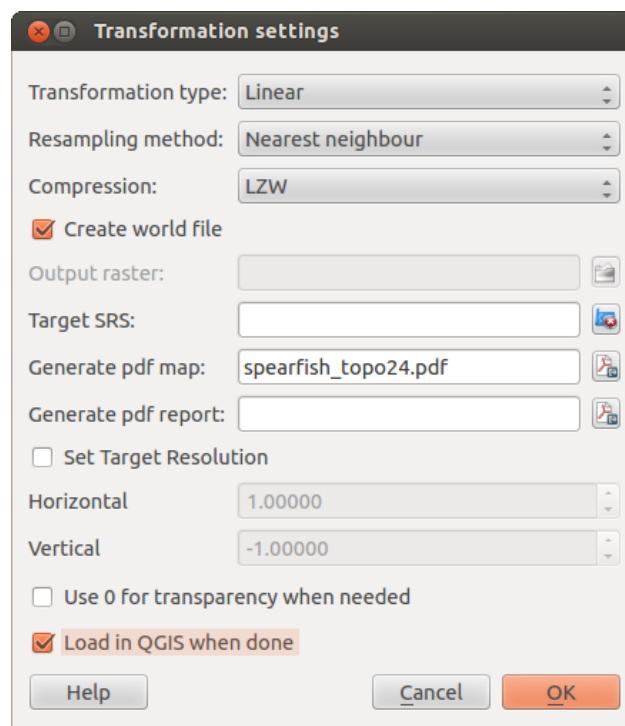 Transformation settings
Transformation type: Linear
Resampling method: Nearest neighbour
Compression: LZW
Create world file
Output raster:
Target SRS:
Generate pdf map: spearfish_topo24.pdf
Generate pdf report:
Set Target Resolution
Horizontal 1.00000
Vertical -1.00000
Use 0 for transparency when needed
Load in QGIS when done
Help Cancel OK